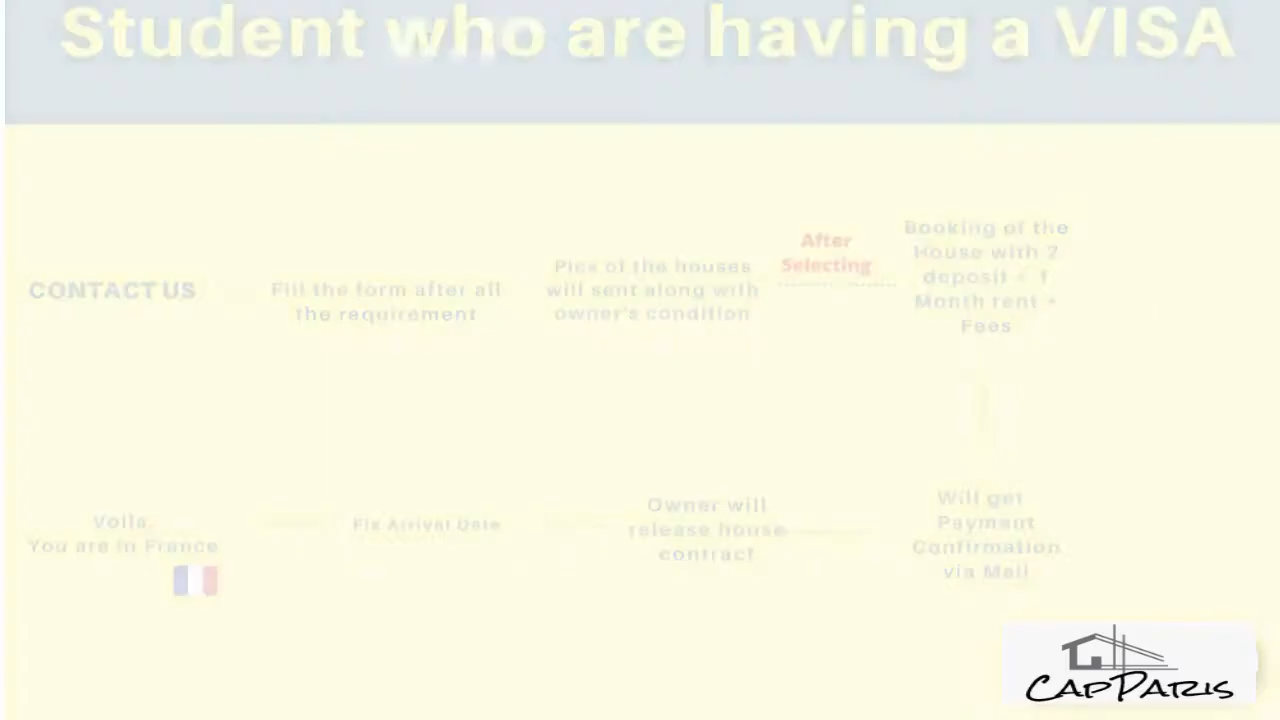 Student who are having a VISA
CONTACT US
Fill the form after all
the requirement
Pics of the houses
will sent along with
owner's condition
After
Selecting
Booking of the
House with 2
deposit + 1
Month rent +
Fees
Will get
Payment
Confirmation
via Mail
Owner will
release house
contract
Fix Arrival Date
Voila,
You are in France
CAPPARIS